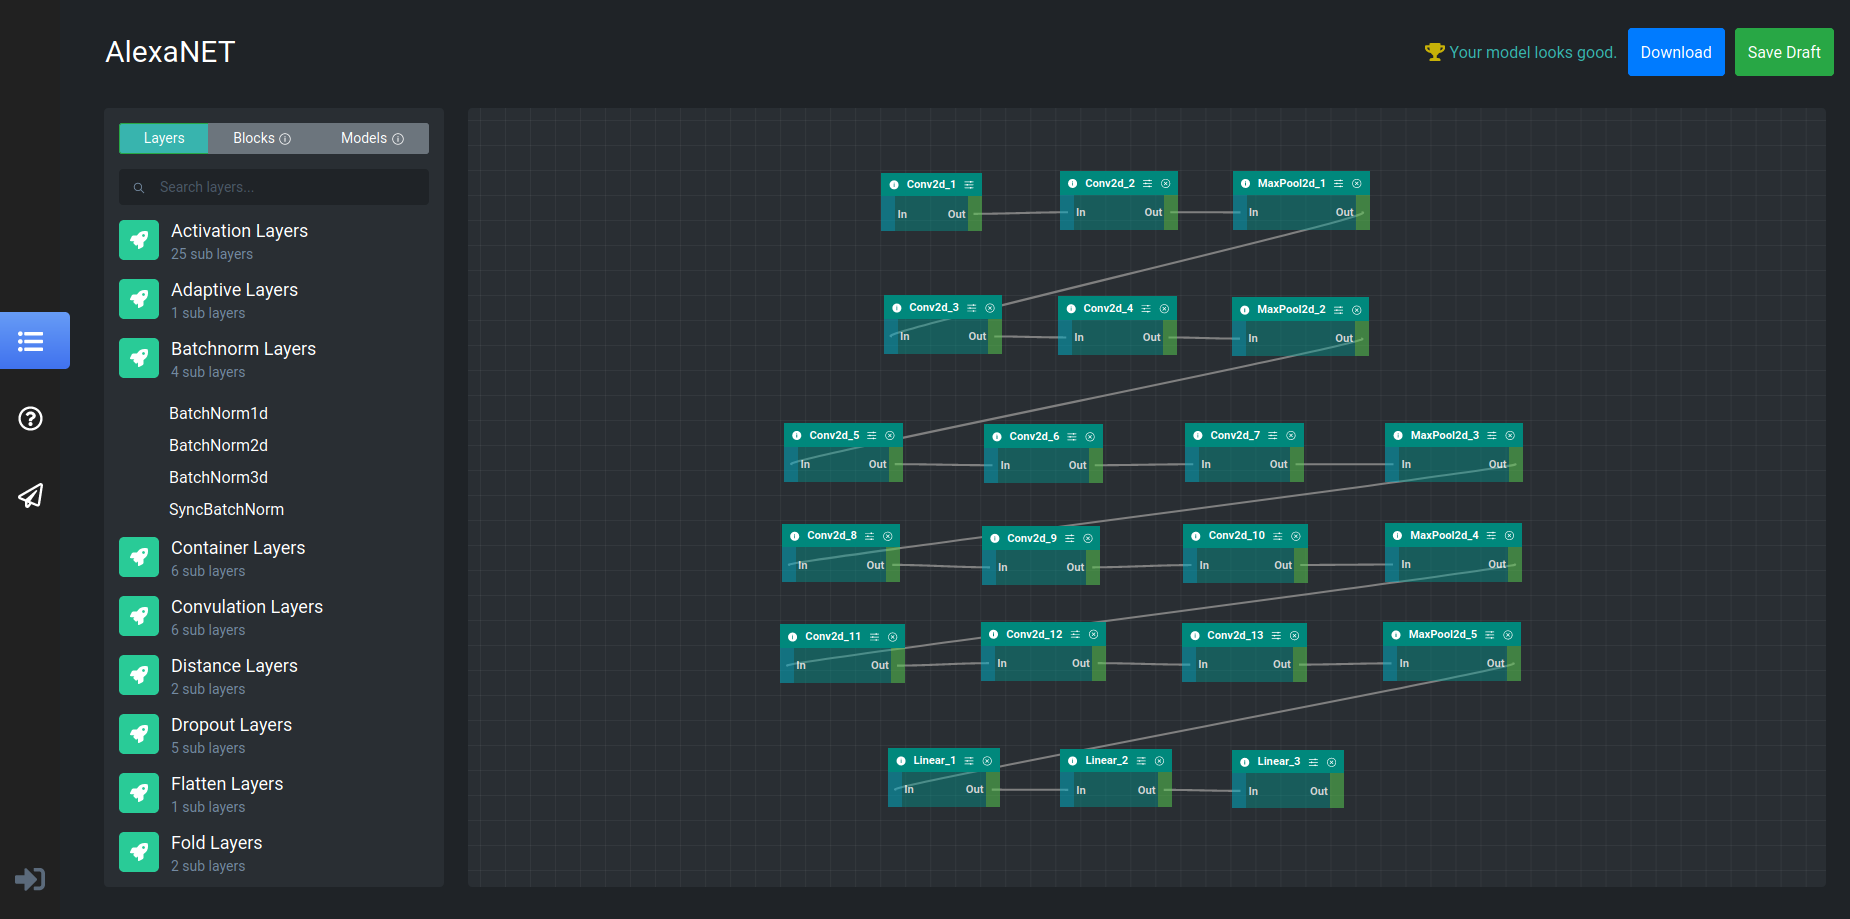 AlexaNET
Your model looks good.
Download
Save Draft
Layers
Blocks
Models
Search layers...
Activation Layers
25 sub layers
Adaptive Layers
1 sub layers
Batchnorm Layers
4 sub layers
BatchNorm1d
BatchNorm2d
BatchNorm3d
SyncBatchNorm
Container Layers
6 sub layers
Convulation Layers
6 sub layers
Distance Layers
2 sub layers
Dropout Layers
5 sub layers
Flatten Layers
1 sub layers
Fold Layers
2 sub layers
Conv2d_1
In Out
Conv2d_2
In Out
MaxPool2d_1
In Out
Conv2d_3
In Out
Conv2d_4
In Out
MaxPool2d_2
In Out
Conv2d_5
In Out
Conv2d_6
In Out
Conv2d_7
In Out
MaxPool2d_3
In Out
Conv2d_8
In Out
Conv2d_9
In Out
Conv2d_10
In Out
MaxPool2d_4
In Out
Conv2d_11
In Out
Conv2d_12
In Out
Conv2d_13
In Out
MaxPool2d_5
In Out
Linear_1
In Out
Linear_2
In Out
Linear_3
In Out